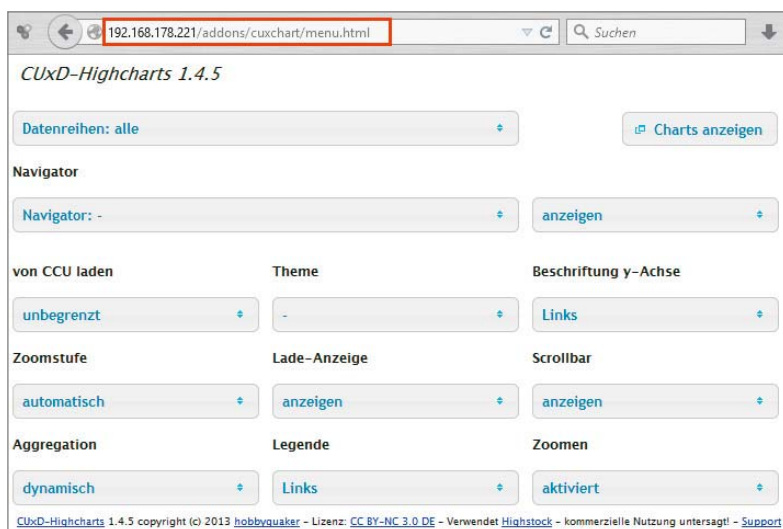 192.168.178.221/addons/cuxchart/menu.html
Suchen
CUxD-Highcharts 1.4.5
Datenreihen: alle
Charts anzeigen
Navigator
Navigator: -
anzeigen
von CCU laden
Theme
Beschriftung y-Achse
unbegrenzt
-
Links
Zoomstufe
Lade-Anzeige
Scrollbar
automatisch
anzeigen
anzeigen
Aggregation
Legende
Zoomen
dynamisch
Links
aktiviert
CUxD-Highcharts 1.4.5 copyright (c) 2013 hobbyquaker - Lizenz: CC BY-NC 3.0 DE - Verwendet Highstock - kommerzielle Nutzung untersagt! - Support